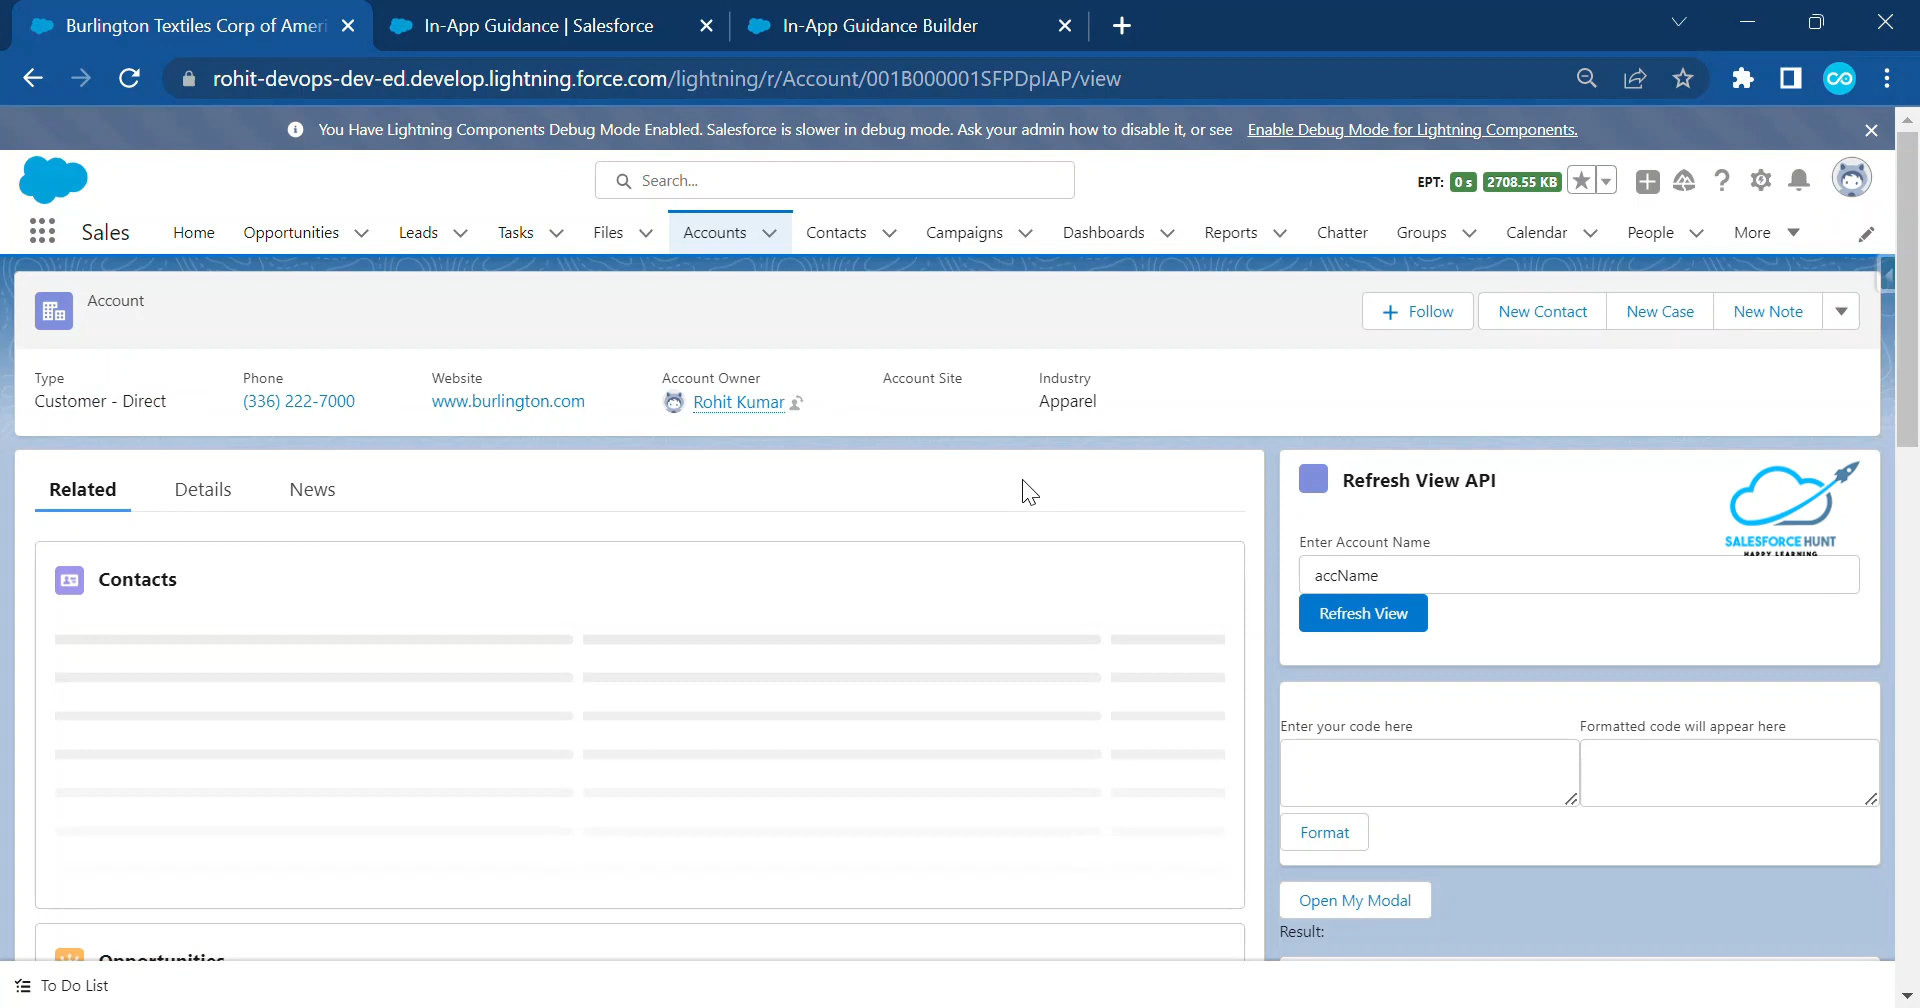 Burlington Textiles Corp of Ameri
In-App Guidance | Salesforce
In-App Guidance Builder
rohit-devops-dev-ed.develop.lightning.force.com/lightning/r/Account/001B000001SFPDpIAP/view
You Have Lightning Components Debug Mode Enabled. Salesforce is slower in debug mode. Ask your admin how to disable it, or see Enable Debug Mode for Lightning Components.
Search...
EPT: 0 s 2708.55 KB
Sales Home Opportunities Leads Tasks Files Accounts Contacts Campaigns Dashboards Reports Chatter Groups Calendar People More
Account
Follow New Contact New Case New Note
Type Phone Website Account Owner Account Site Industry
Customer - Direct (336) 222-7000 www.burlington.com Rohit Kumar Apparel
Related Details News
Contacts
Opportunities
Refresh View API
SALESFORCE HUNT
HAPPY LEARNING
Enter Account Name
accName
Refresh View
Enter your code here Formatted code will appear here
Format
Open My Modal
Result:
To Do List